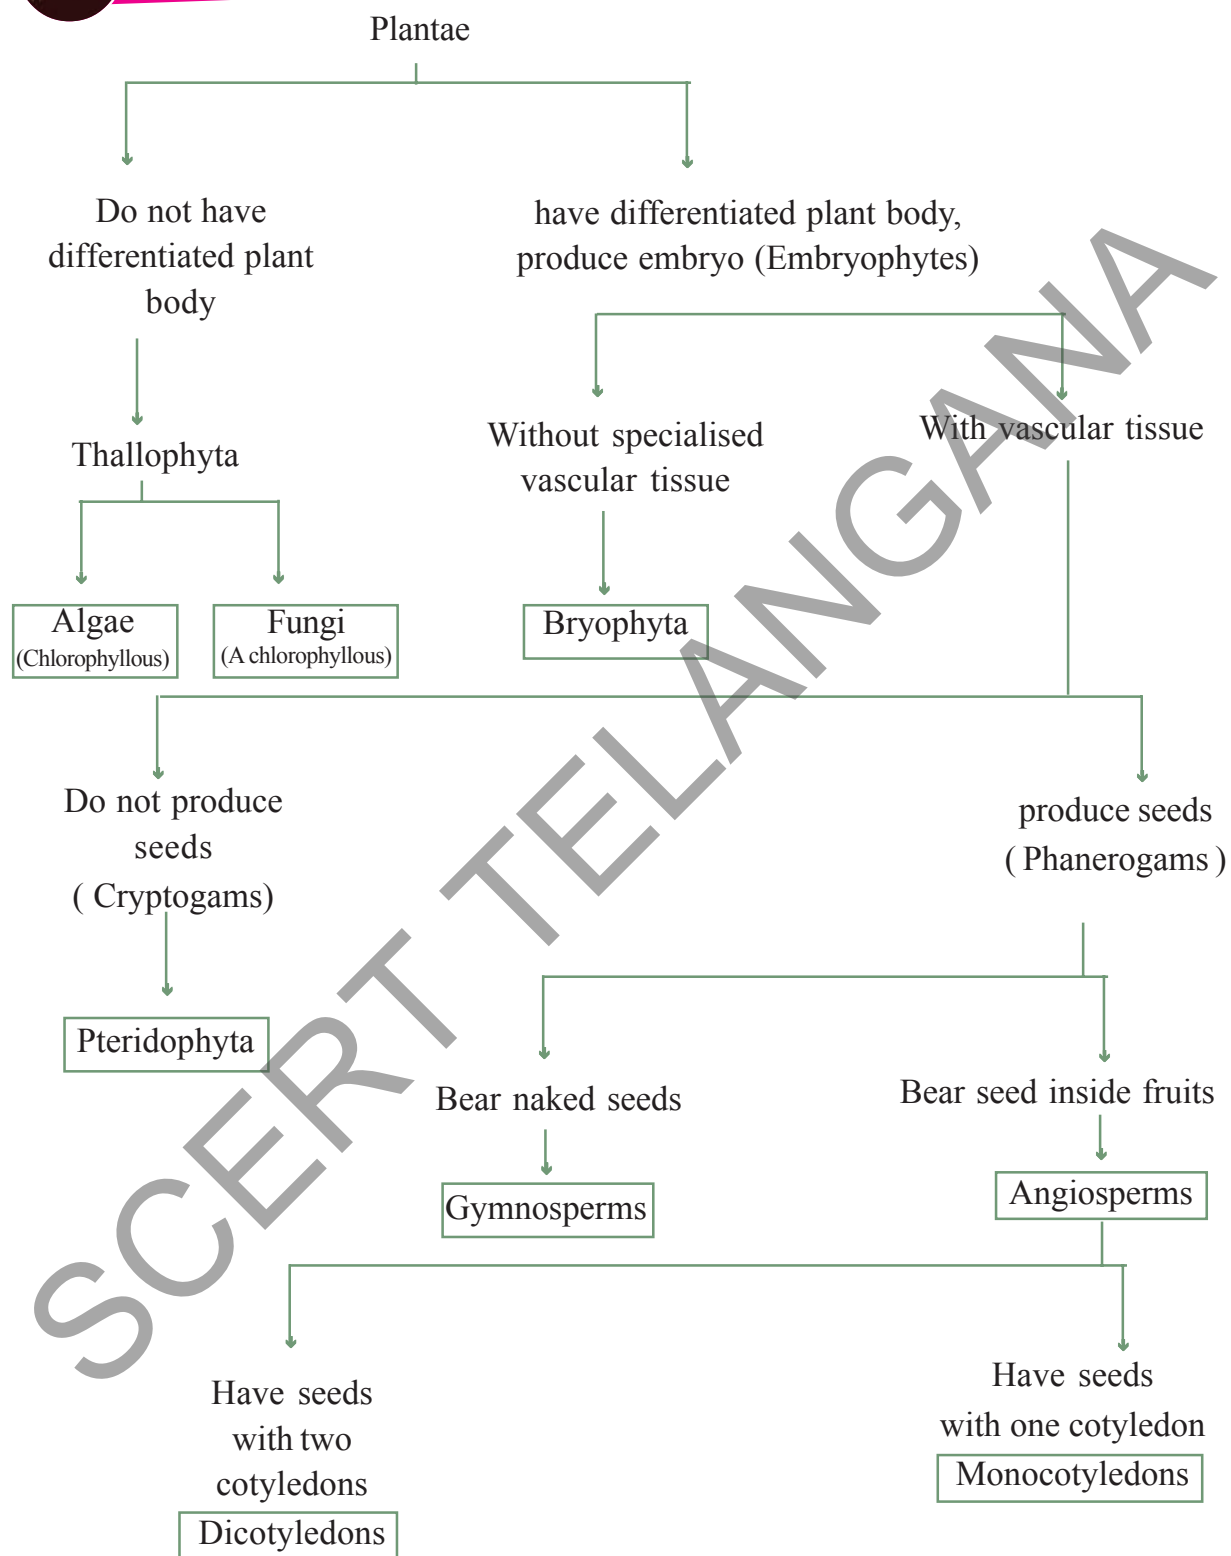 Plantae
Do not have
differentiated plant
body
have differentiated plant body,
produce embryo (Embryophytes)
Thallophyta
Without specialised
vascular tissue
With vascular tissue
Algae
(Chlorophyllous)
Fungi
(A chlorophyllous)
Bryophyta
Do not produce
seeds
( Cryptogams)
produce seeds
( Phanerogams )
Pteridophyta
Bear naked seeds
Bear seed inside fruits
Gymnosperms
Angiosperms
Have seeds
with two
cotyledons
Dicotyledons
Have seeds
with one cotyledon
Monocotyledons
SCERT TELANGANA